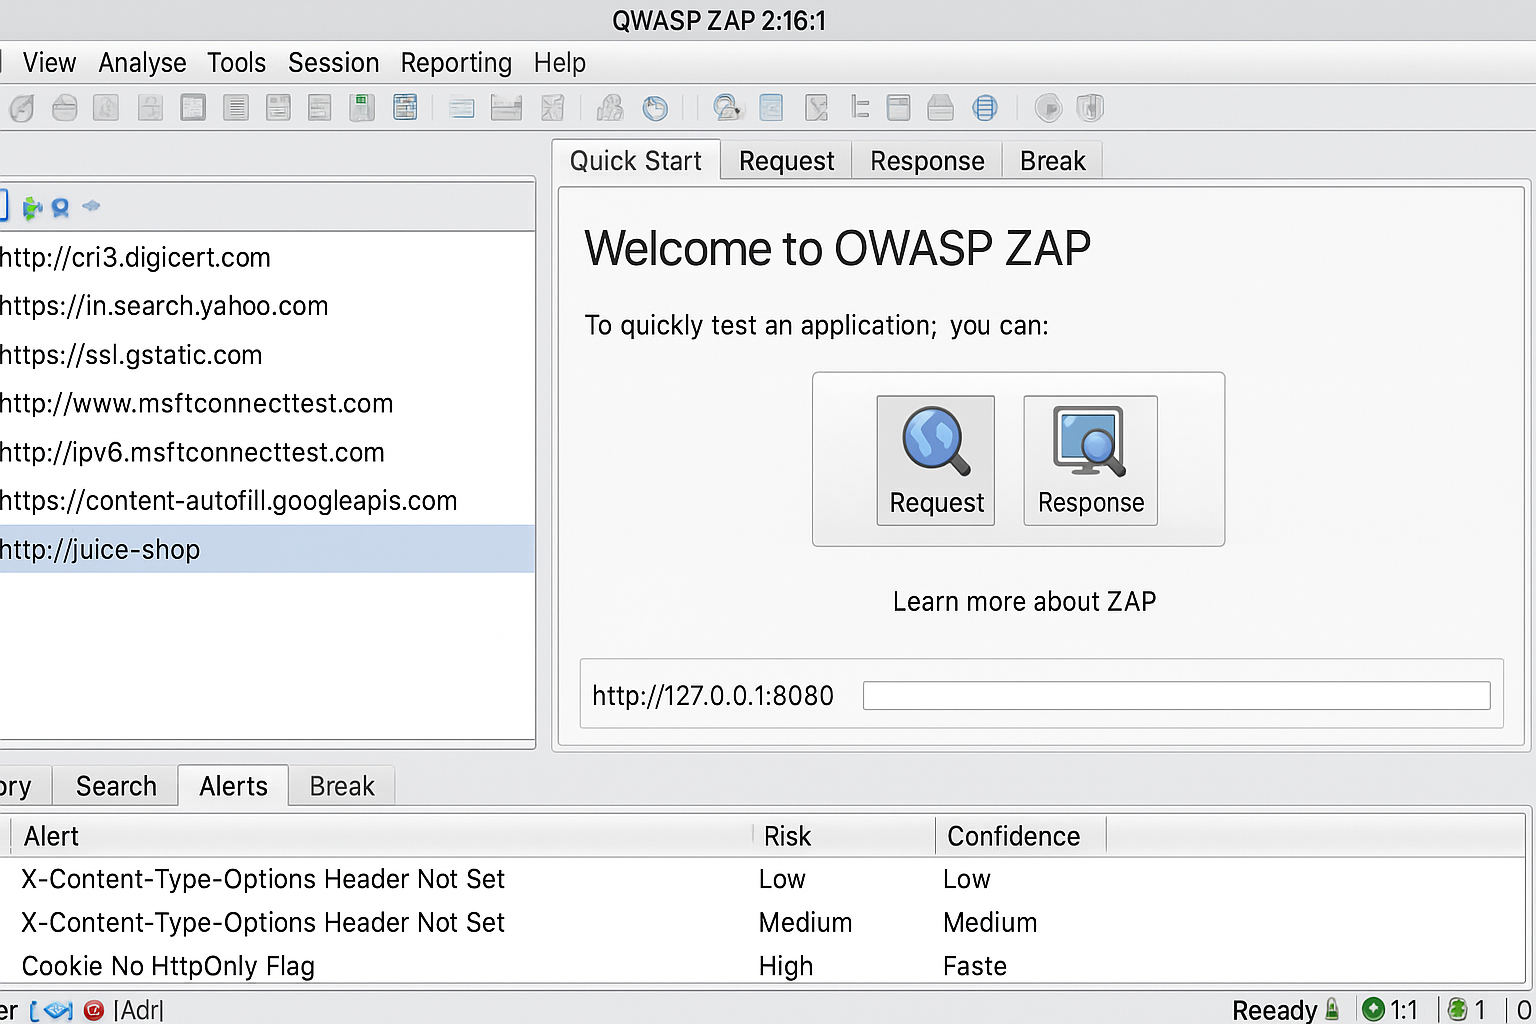 QWASP ZAP 2:16:1
View Analyse Tools Session Reporting Help
Quick Start Request Response Break
http://cri3.digicert.com
https://in.search.yahoo.com
https://ssl.gstatic.com
http://www.msftconnecttest.com
http://ipv6.msftconnecttest.com
https://content-autofill.googleapis.com
http://juice-shop
Welcome to OWASP ZAP
To quickly test an application; you can:
Request Response
Learn more about ZAP
http://127.0.0.1:8080
ory Search Alerts Break
Alert Risk Confidence
X-Content-Type-Options Header Not Set Low Low
X-Content-Type-Options Header Not Set Medium Medium
Cookie No HttpOnly Flag High Faste
er |Adr| Reeady 1:1 1 0